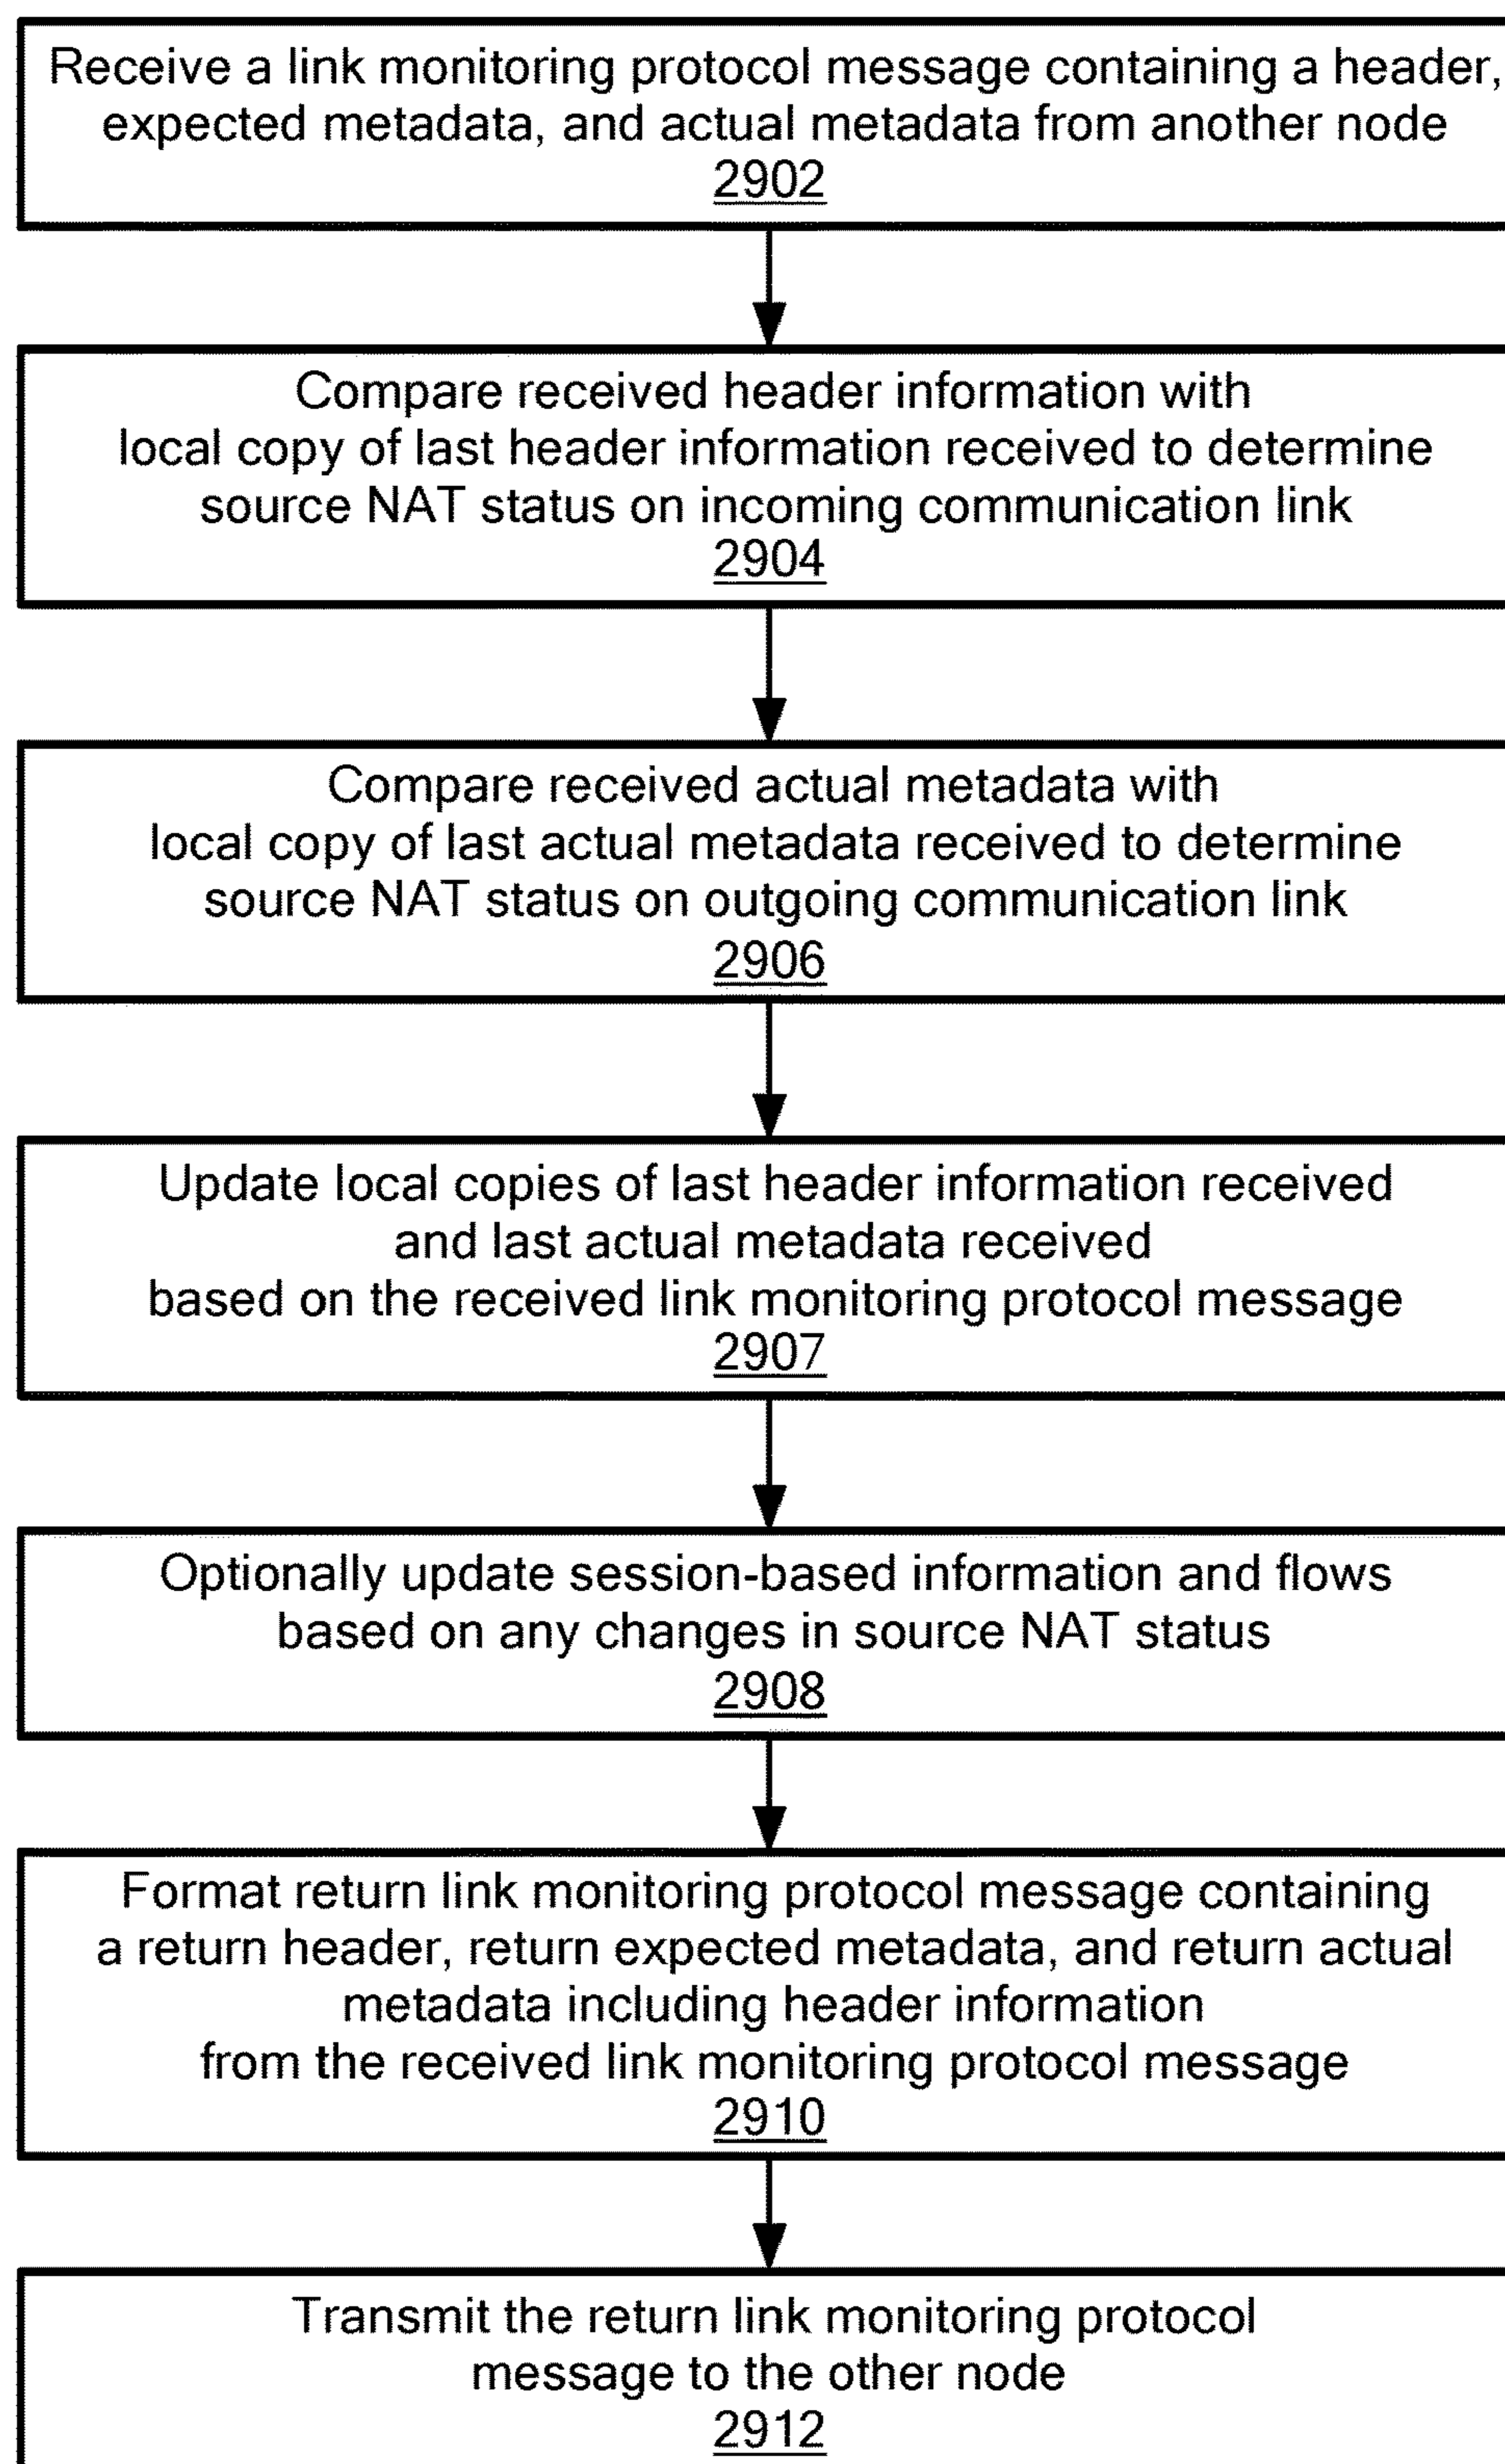 Receive a link monitoring protocol message containing a header,
expected metadata, and actual metadata from another node
2902
Compare received header information with
local copy of last header information received to determine
source NAT status on incoming communication link
2904
Compare received actual metadata with
local copy of last actual metadata received to determine
source NAT status on outgoing communication link
2906
Update local copies of last header information received
and last actual metadata received
based on the received link monitoring protocol message
2907
Optionally update session-based information and flows
based on any changes in source NAT status
2908
Format return link monitoring protocol message containing
a return header, return expected metadata, and return actual
metadata including header information
from the received link monitoring protocol message
2910
Transmit the return link monitoring protocol
message to the other node
2912